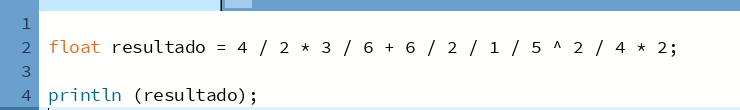 1
2 float resultado = 4 / 2 * 3 / 6 + 6 / 2 / 1 / 5 ^ 2 / 4 * 2;
3
4 println (resultado);